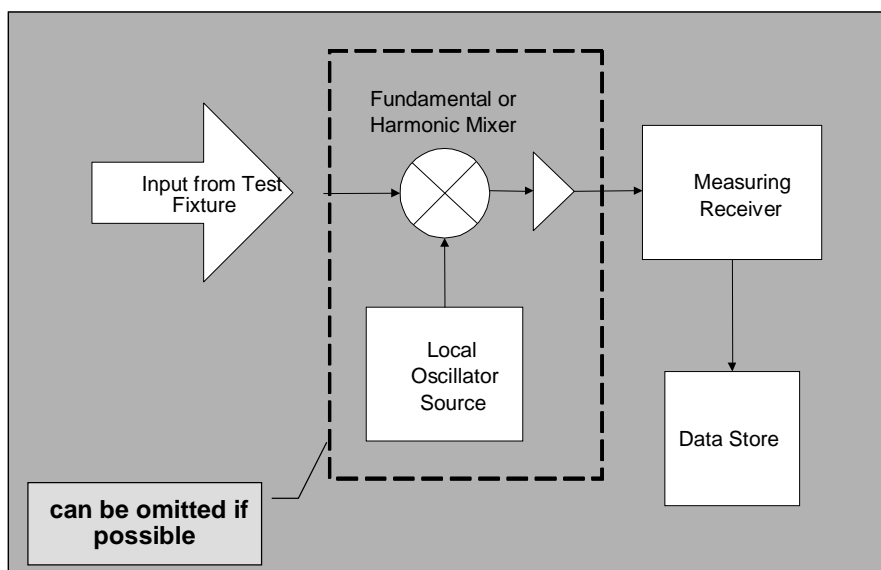 Fundamental or
Harmonic Mixer
Input from Test
Fixture
Measuring
Receiver
Local
Oscillator
Source
Data Store
can be omitted if
possible